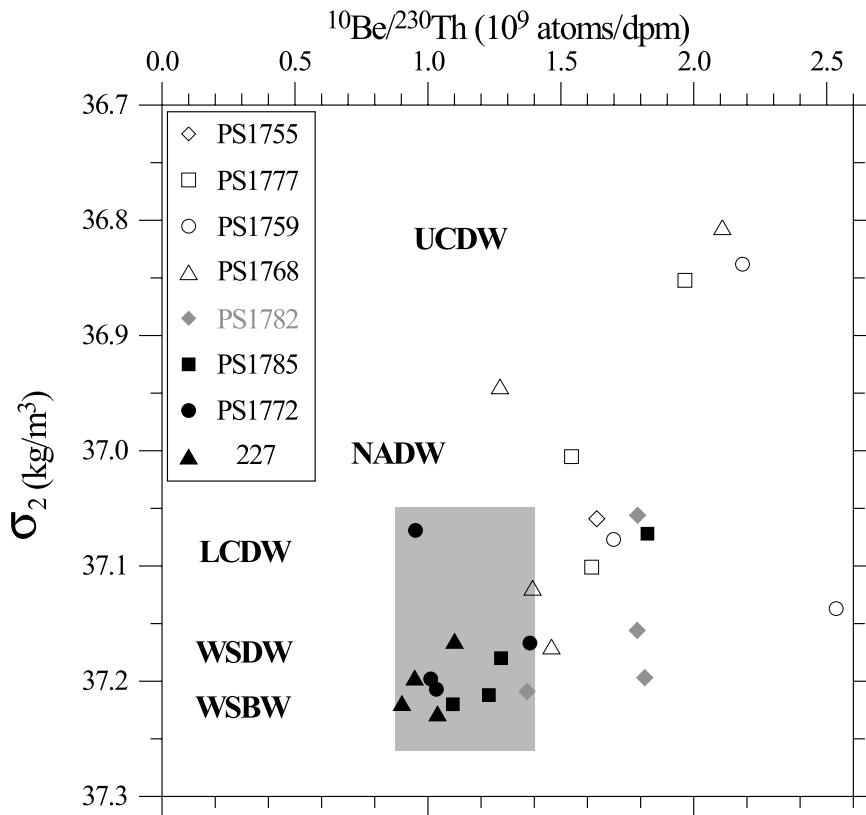 ¹⁰Be/²³⁰Th (10⁹ atoms/dpm)
0.0 0.5 1.0 1.5 2.0 2.5
36.7
PS1755
PS1777
36.8
PS1759
UCDW
PS1768
PS1782
36.9
PS1785
PS1772
37.0
227
NADW
σ₂ (kg/m³)
LCDW
37.1
WSDW
37.2
WSBW
37.3